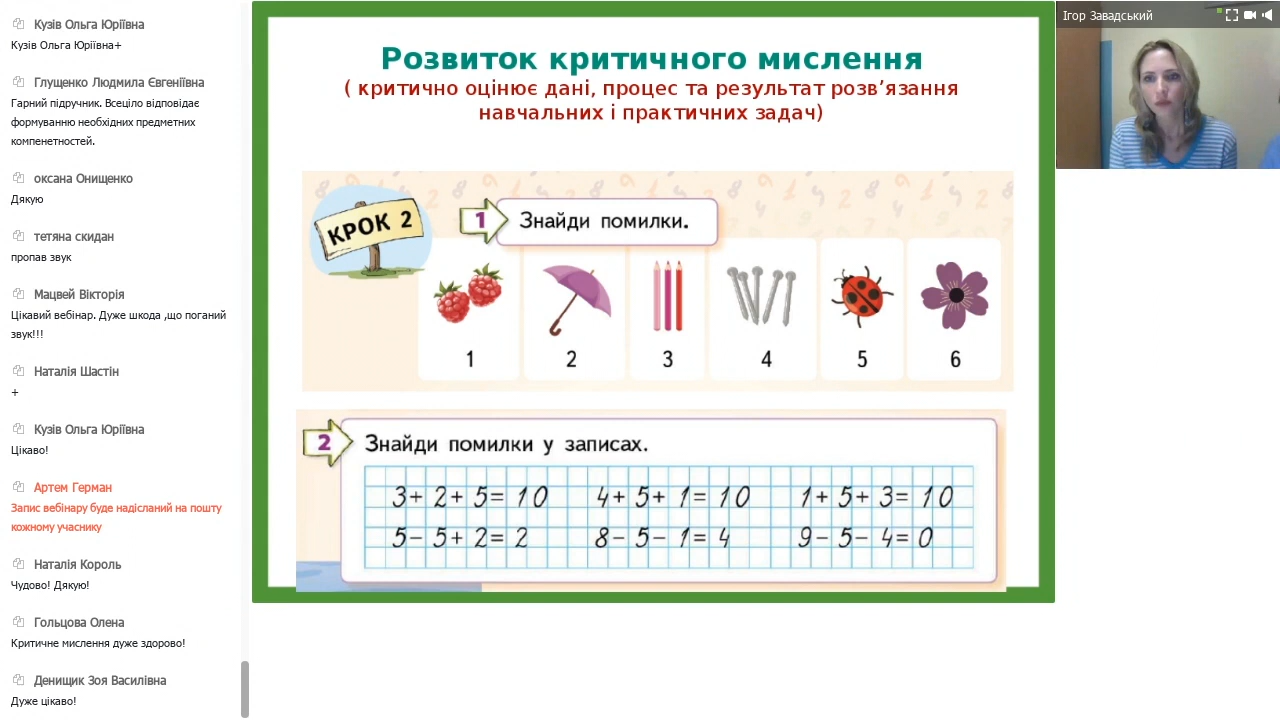 Кузів Ольга Юріївна
Кузів Ольга Юріївна+
Глущенко Людмила Євгеніївна
Гарний підручник. Всеціло відповідає
формуванню необхідних предметних
компенетностей.
оксана Онищенко
Дякую
тетяна скидан
пропав звук
Мацвей Вікторія
Цікавий вебінар. Дуже шкода ,що поганий
звук!!!
Наталія Шастін
+
Кузів Ольга Юріївна
Цікаво!
Артем Герман
Запис вебінару буде надісланий на пошту
кожному учаснику
Наталія Король
Чудово! Дякую!
Гольцова Олена
Критичне мислення дуже здорово!
Денищик Зоя Василівна
Дуже цікаво!
Розвиток критичного мислення
( критично оцінює дані, процес та результат розв’язання
навчальних і практичних задач)
КРОК 2
1 Знайди помилки.
1 2 3 4 5 6
2 Знайди помилки у записах.
3+ 2+ 5= 10 4+ 5+ 1= 10 1+ 5+ 3= 10
5− 5+ 2= 2 8− 5− 1= 4 9− 5− 4= 0
Ігор Завадський